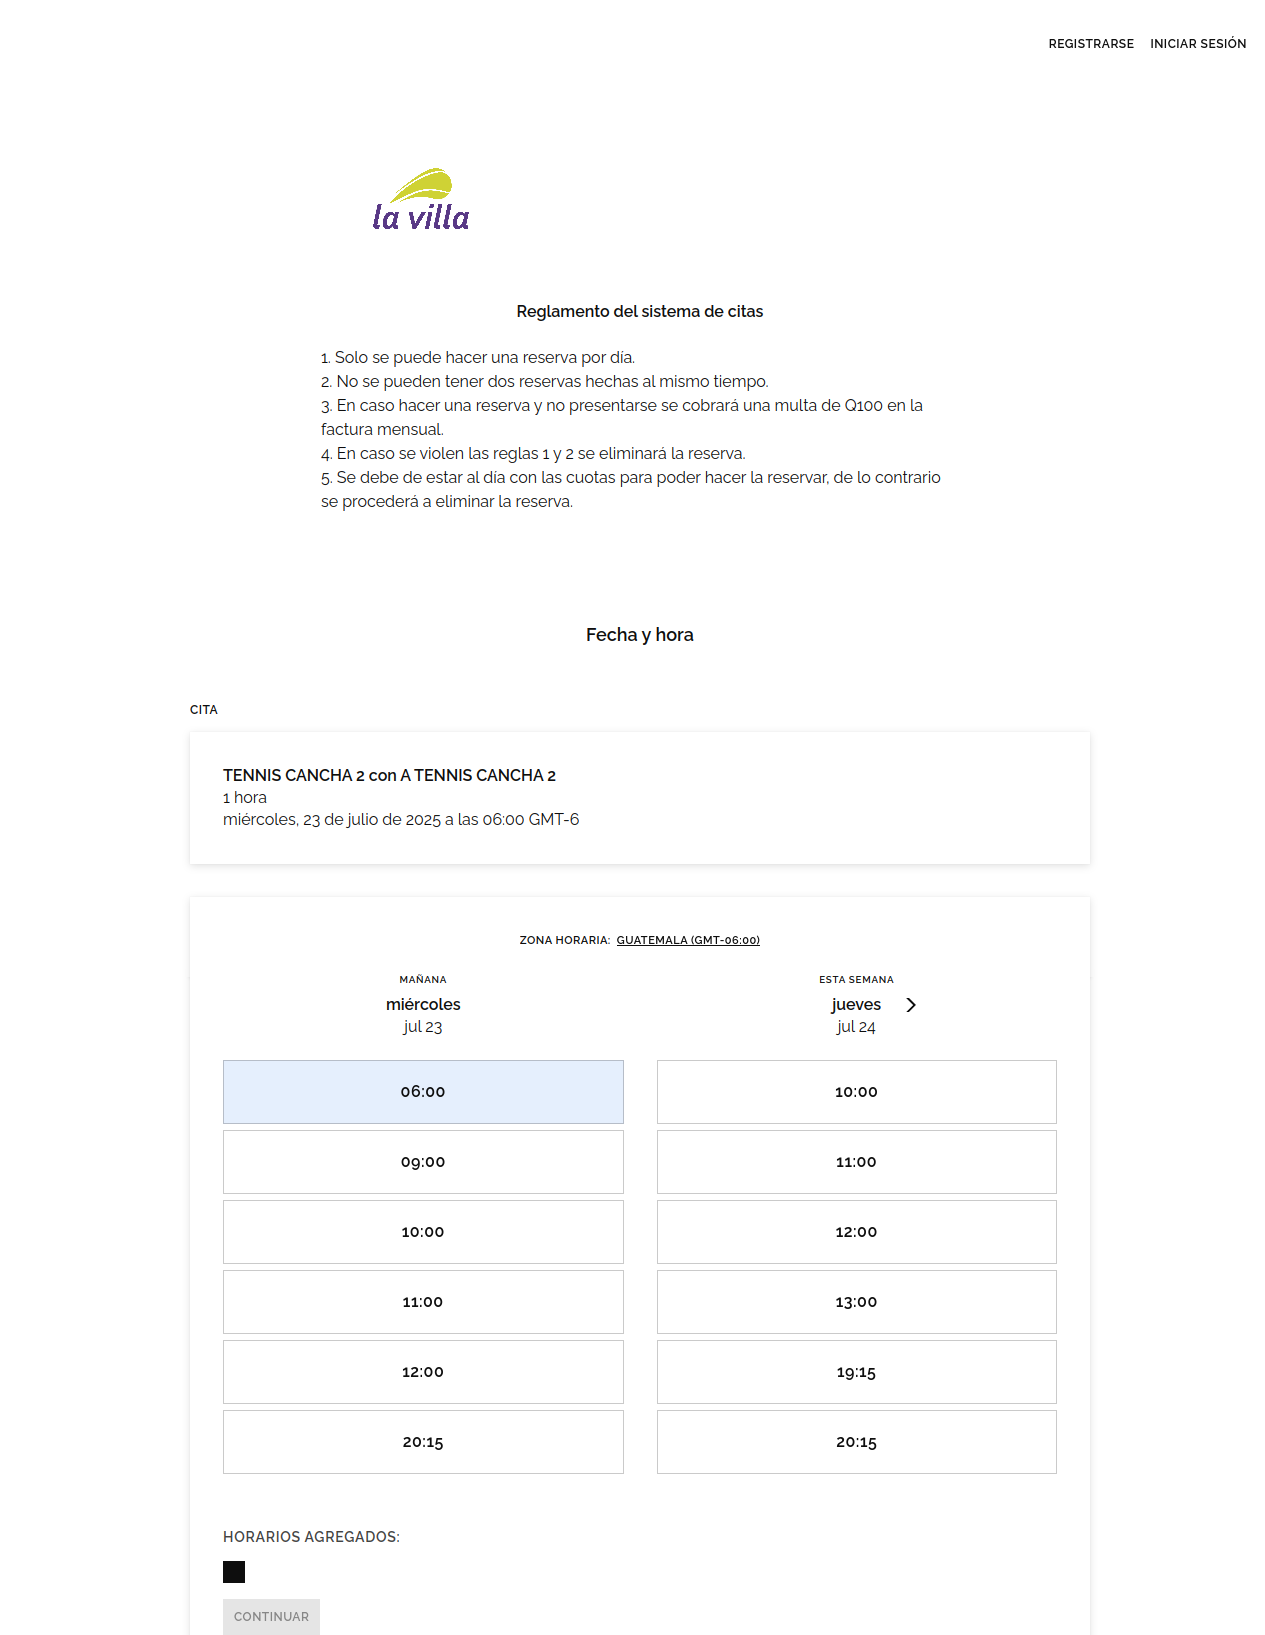 REGISTRARSE INICIAR SESIÓN
la villa
Reglamento del sistema de citas
1. Solo se puede hacer una reserva por día.
2. No se pueden tener dos reservas hechas al mismo tiempo.
3. En caso hacer una reserva y no presentarse se cobrará una multa de Q100 en la
factura mensual.
4. En caso se violen las reglas 1 y 2 se eliminará la reserva.
5. Se debe de estar al día con las cuotas para poder hacer la reservar, de lo contrario
se procederá a eliminar la reserva.
Fecha y hora
CITA
TENNIS CANCHA 2 con A TENNIS CANCHA 2
1 hora
miércoles, 23 de julio de 2025 a las 06:00 GMT-6
ZONA HORARIA: GUATEMALA (GMT-06:00)
MAÑANA
miércoles
jul 23
06:00
09:00
10:00
11:00
12:00
20:15
ESTA SEMANA
jueves
jul 24
10:00
11:00
12:00
13:00
19:15
20:15
HORARIOS AGREGADOS:
CONTINUAR